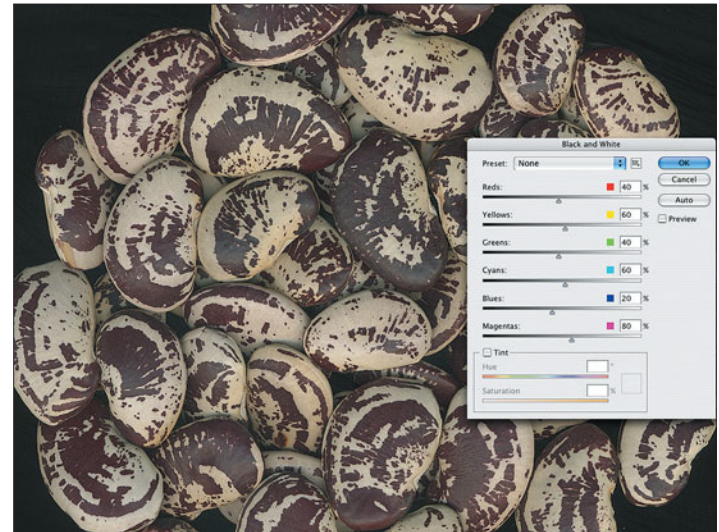 Black and White
Preset: None OK
Cancel
Auto
Preview
Reds: 40 %
Yellows: 60 %
Greens: 40 %
Cyans: 60 %
Blues: 20 %
Magentas: 80 %
Tint
Hue °
Saturation %